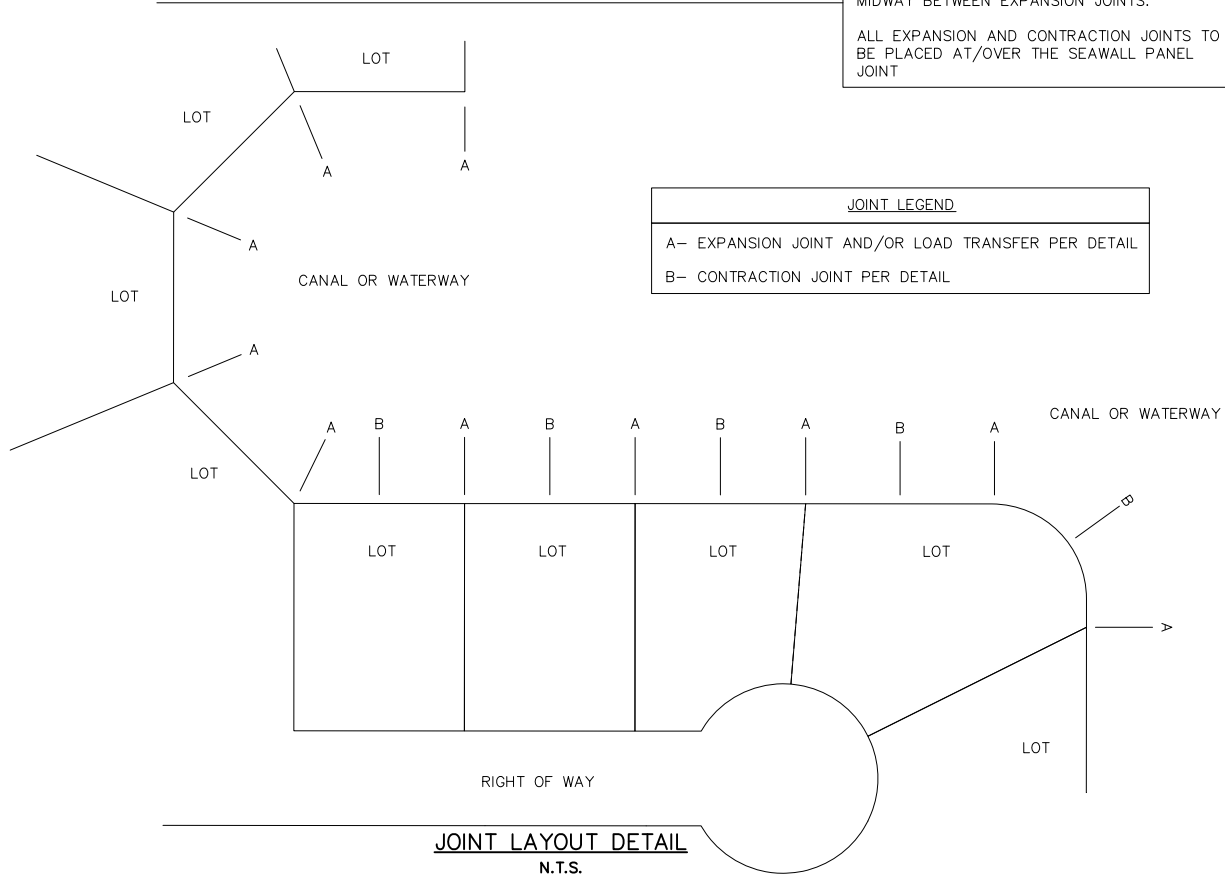 MIDWAY BETWEEN EXPANSION JOINTS.
ALL EXPANSION AND CONTRACTION JOINTS TO
BE PLACED AT/OVER THE SEAWALL PANEL
JOINT
LOT
LOT
A
A
JOINT LEGEND
A- EXPANSION JOINT AND/OR LOAD TRANSFER PER DETAIL
B- CONTRACTION JOINT PER DETAIL
A
CANAL OR WATERWAY
LOT
A
CANAL OR WATERWAY
A
B
A
B
A
B
A
B
A
LOT
B
LOT
LOT
LOT
LOT
A
LOT
RIGHT OF WAY
JOINT LAYOUT DETAIL
N.T.S.